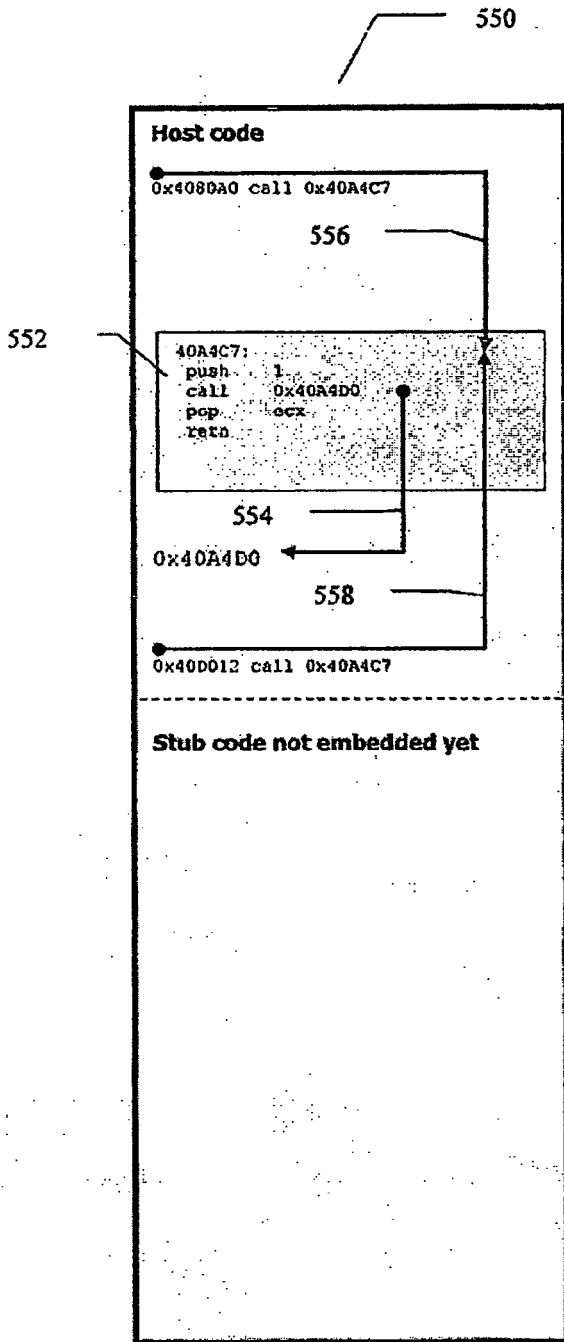 550
Host code
0x4080A0 call 0x40A4C7
556
552
40A4C7:
push 1
call 0x40A4D0
pop ecx
retn
554
0x40A4D0
558
0x40D012 call 0x40A4C7
Stub code not embedded yet